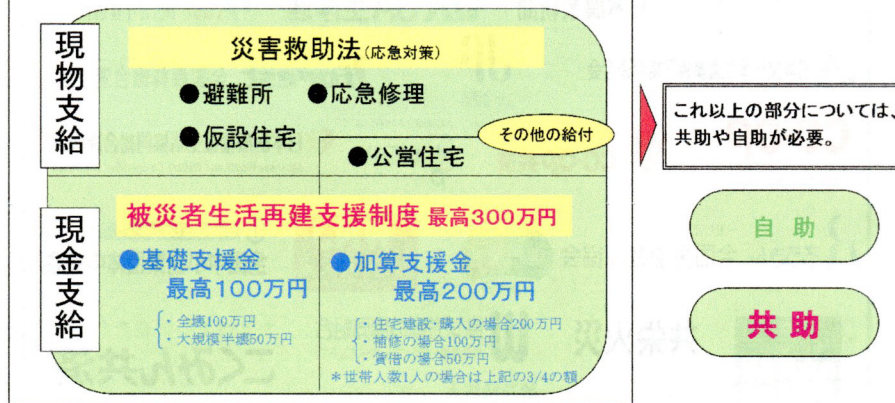 現物支給
災害救助法(応急対策)
●避難所 ●応急修理
●仮設住宅
その他の給付
●公営住宅
現金支給
被災者生活再建支援制度 最高300万円
●基礎支援金
最高100万円
・全壊100万円
・大規模半壊50万円
●加算支援金
最高200万円
・住宅建設・購入の場合200万円
・補修の場合100万円
・賃借の場合50万円
*世帯人数1人の場合は上記の3/4の額
これ以上の部分については、
共助や自助が必要。
自助
共助